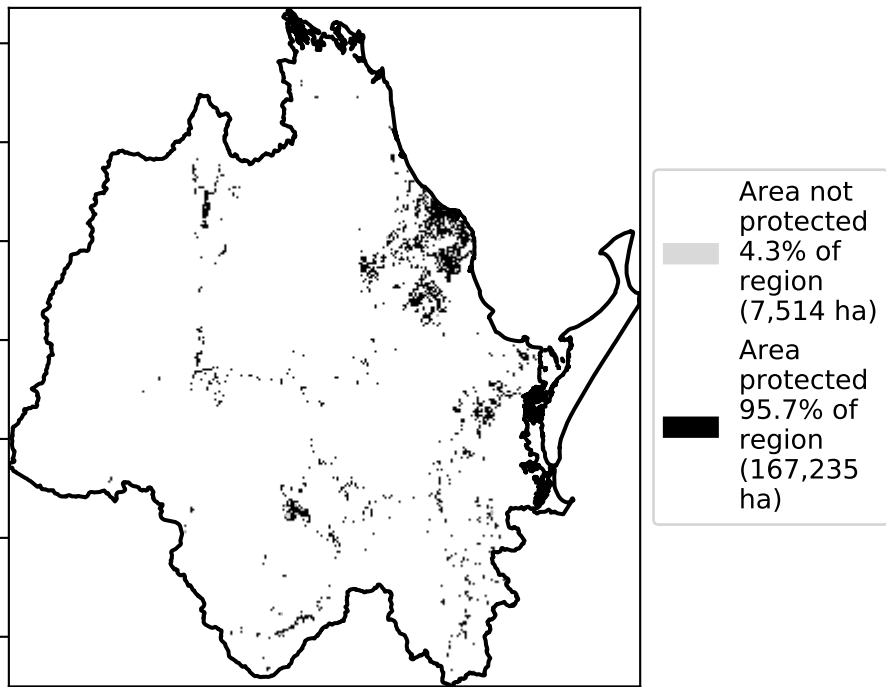 Area not
protected
4.3% of
region
(7,514 ha)
Area
protected
95.7% of
region
(167,235
ha)